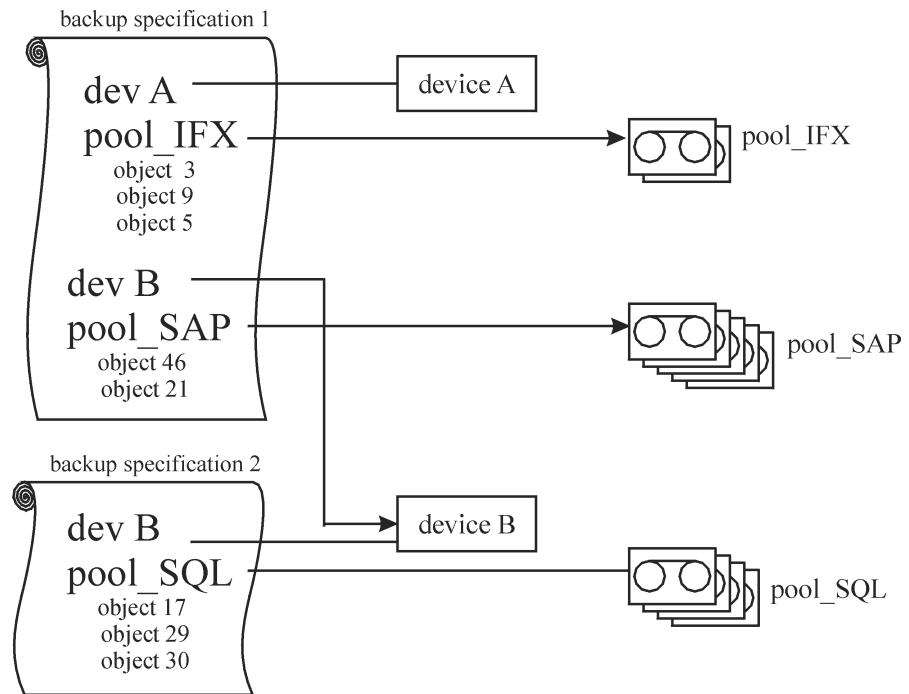 backup specification 1
dev A
device A
pool_IFX
pool_IFX
object 3
object 9
object 5
dev B
pool_SAP
pool_SAP
object 46
object 21
backup specification 2
dev B
device B
pool_SQL
pool_SQL
object 17
object 29
object 30